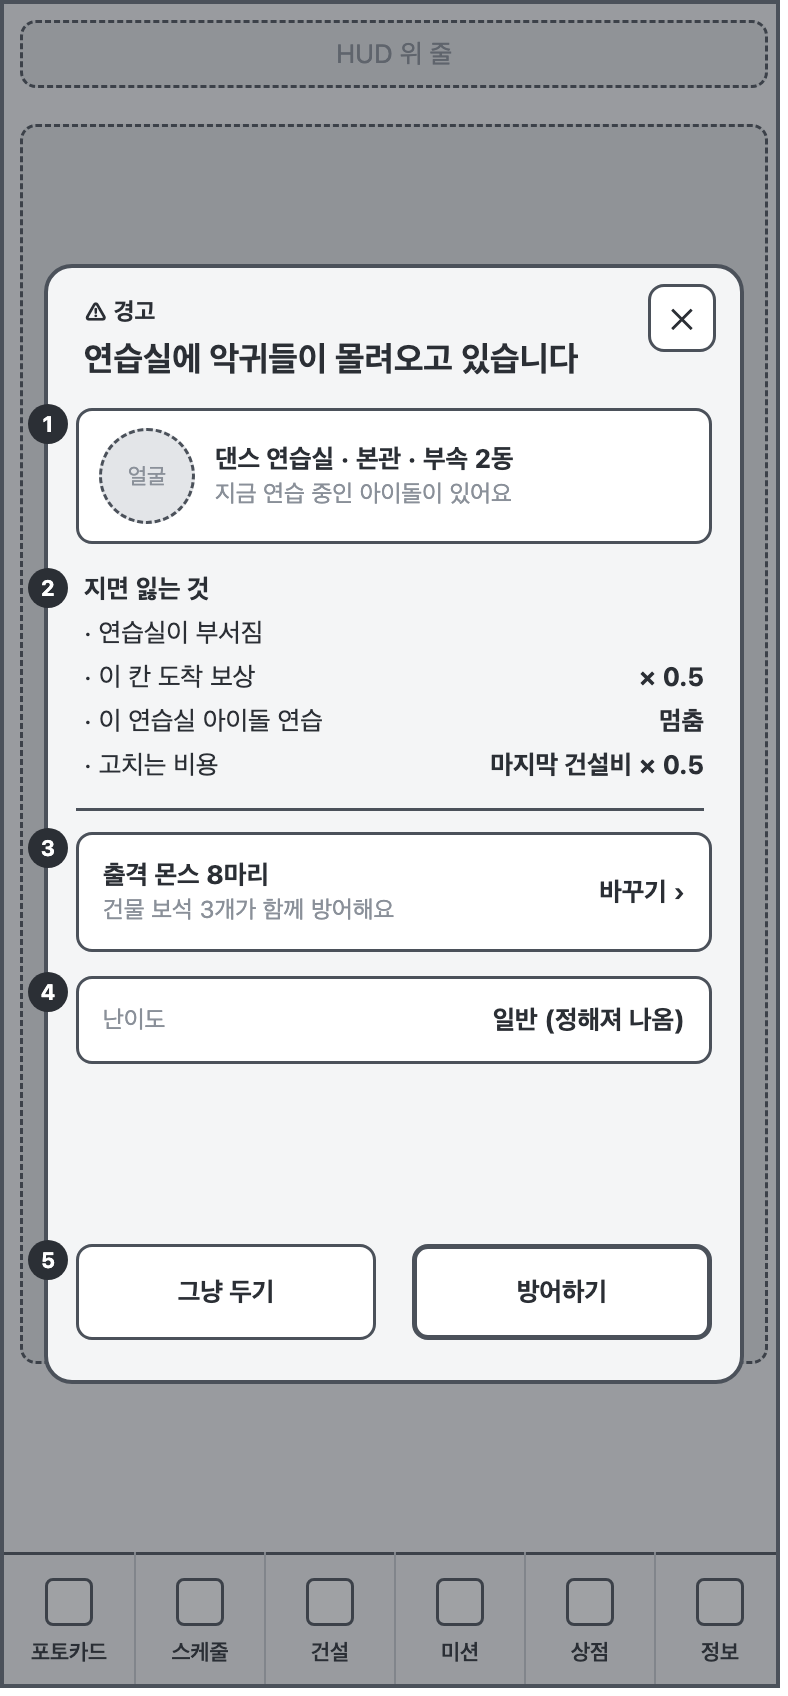 HUD 위 줄
경고
연습실에 악귀들이 몰려오고 있습니다
1
얼굴
댄스 연습실 · 본관 · 부속 2동
지금 연습 중인 아이돌이 있어요
2 지면 잃는 것
· 연습실이 부서짐
· 이 칸 도착 보상 × 0.5
· 이 연습실 아이돌 연습 멈춤
· 고치는 비용 마지막 건설비 × 0.5
3
출격 몬스 8마리
건물 보석 3개가 함께 방어해요
바꾸기 ›
4
난이도 일반 (정해져 나옴)
5
그냥 두기 방어하기
포토카드 스케줄 건설 미션 상점 정보